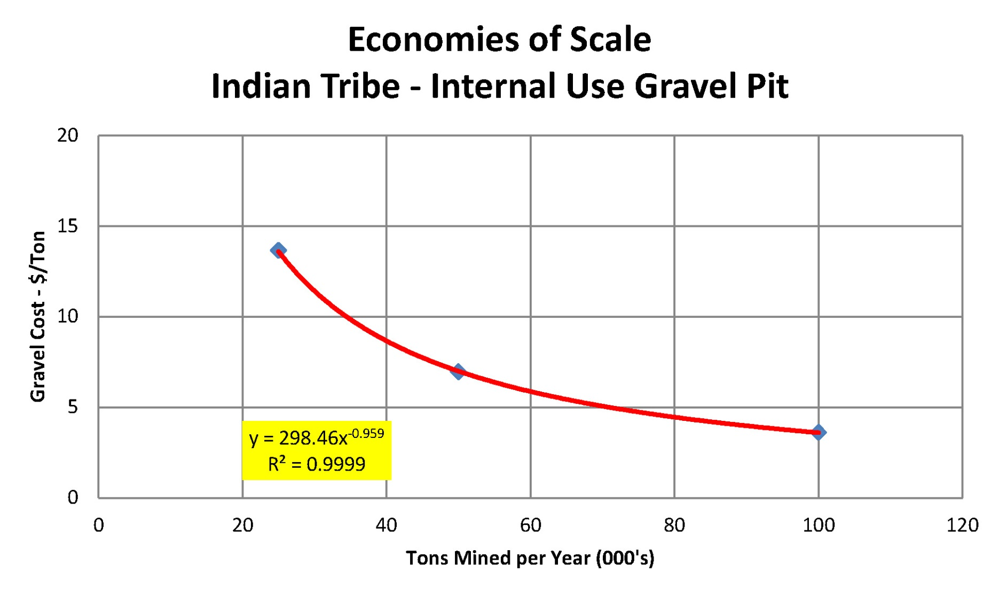 Economies of Scale
Indian Tribe - Internal Use Gravel Pit
20
15
10
5
0
Gravel Cost - $/Ton
y = 298.46x^-0.959
R² = 0.9999
0 20 40 60 80 100 120
Tons Mined per Year (000's)